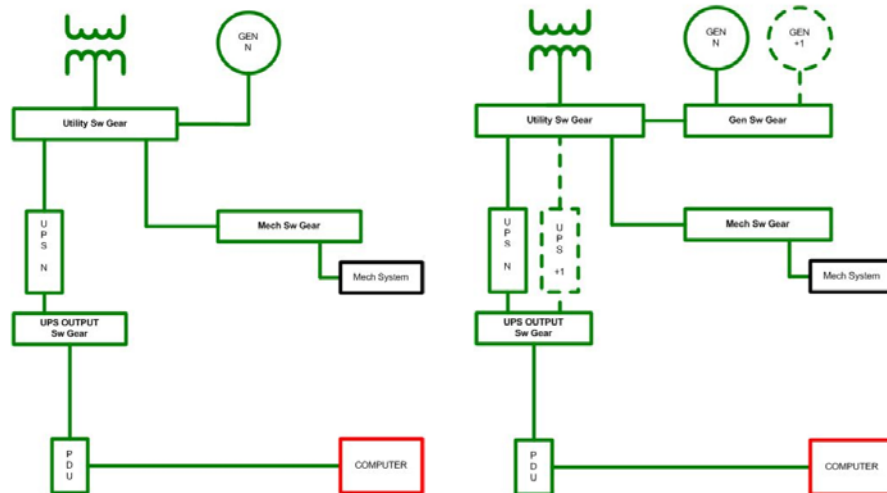 GEN
N
Utility Sw Gear
Mech Sw Gear
U
P
S
N
Mech System
UPS OUTPUT
Sw Gear
P
D
U
COMPUTER
GEN
N
GEN
+1
Utility Sw Gear
Gen Sw Gear
U
P
S
N
U
P
S
+1
Mech Sw Gear
Mech System
UPS OUTPUT
Sw Gear
P
D
U
COMPUTER